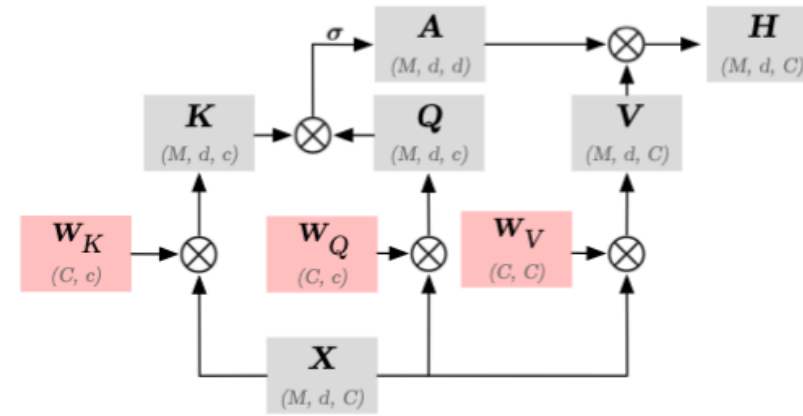 σ
A
(M, d, d)
H
(M, d, C)
K
(M, d, c)
Q
(M, d, c)
V
(M, d, C)
W_K
(C, c)
W_Q
(C, c)
W_V
(C, C)
X
(M, d, C)